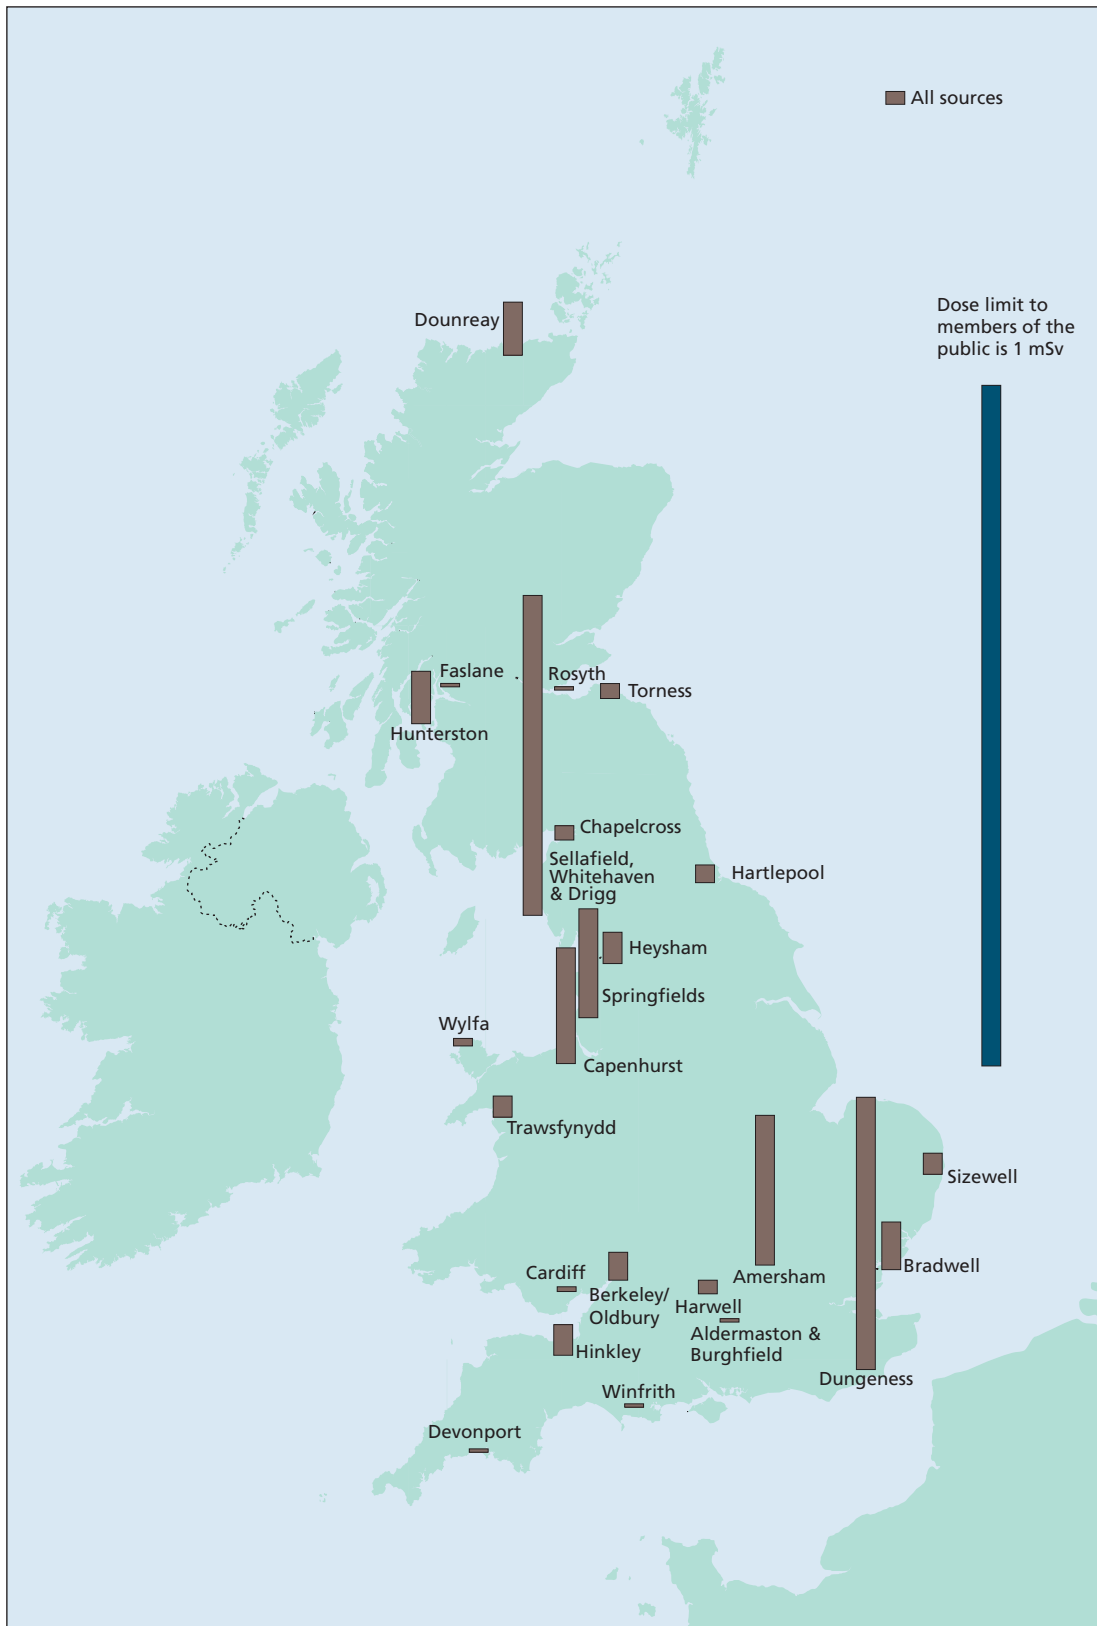 All sources
Dose limit to
members of the
public is 1 mSv
Dounreay
Faslane
Rosyth
Torness
Hunterston
Chapelcross
Sellafield,
Whitehaven
& Drigg
Hartlepool
Heysham
Springfields
Wylfa
Capenhurst
Trawsfynydd
Sizewell
Bradwell
Amersham
Cardiff
Berkeley/
Oldbury
Harwell
Aldermaston &
Burghfield
Hinkley
Dungeness
Winfrith
Devonport